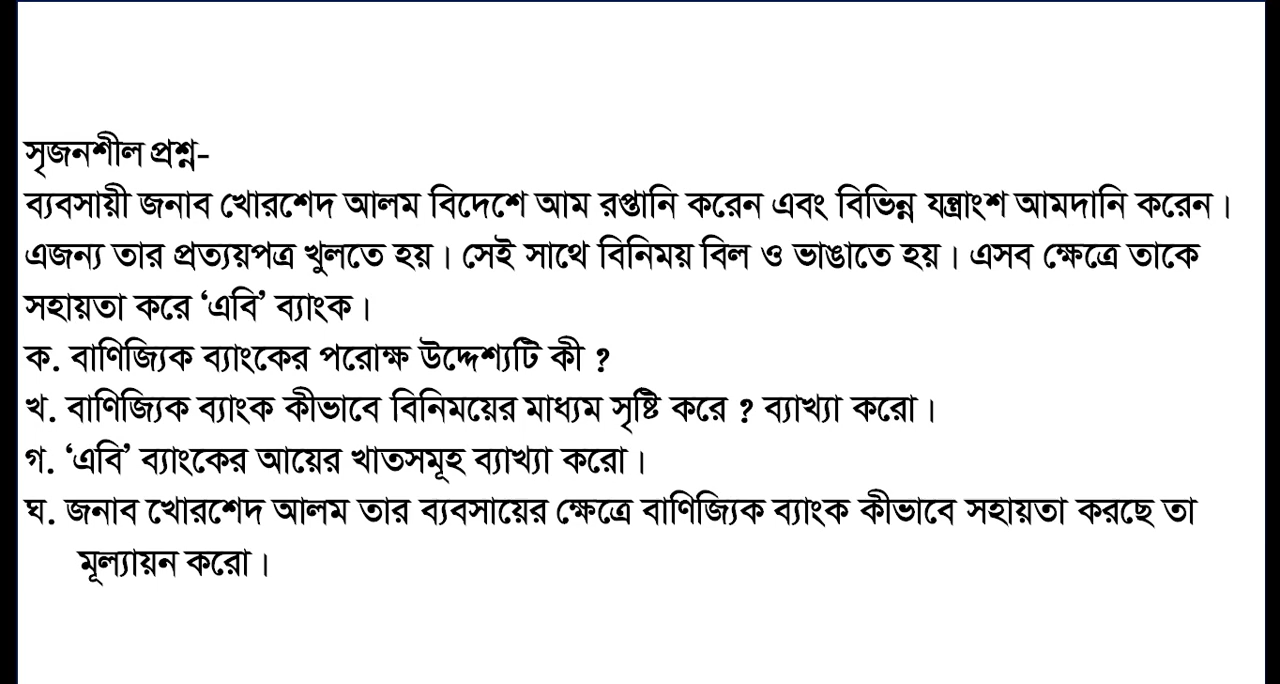 সৃজনশীল প্রশ্ন-
ব্যবসায়ী জনাব খোরশেদ আলম বিদেশে আম রপ্তানি করেন এবং বিভিন্ন যন্ত্রাংশ আমদানি করেন।
এজন্য তার প্রত্যয়পত্র খুলতে হয়। সেই সাথে বিনিময় বিল ও ভাঙাতে হয়। এসব ক্ষেত্রে তাকে
সহায়তা করে ‘এবি’ ব্যাংক।
ক. বাণিজ্যিক ব্যাংকের পরোক্ষ উদ্দেশ্যটি কী ?
খ. বাণিজ্যিক ব্যাংক কীভাবে বিনিময়ের মাধ্যম সৃষ্টি করে ? ব্যাখ্যা করো।
গ. ‘এবি’ ব্যাংকের আয়ের খাতসমূহ ব্যাখ্যা করো।
ঘ. জনাব খোরশেদ আলম তার ব্যবসায়ের ক্ষেত্রে বাণিজ্যিক ব্যাংক কীভাবে সহায়তা করছে তা
মূল্যায়ন করো।